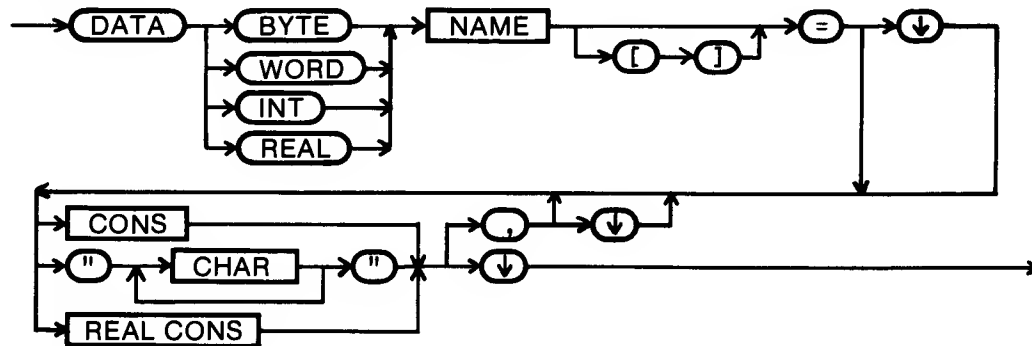 DATA BYTE NAME [ ] = ↓
WORD
INT
REAL
CONS , ↓
" CHAR " ↓
REAL CONS